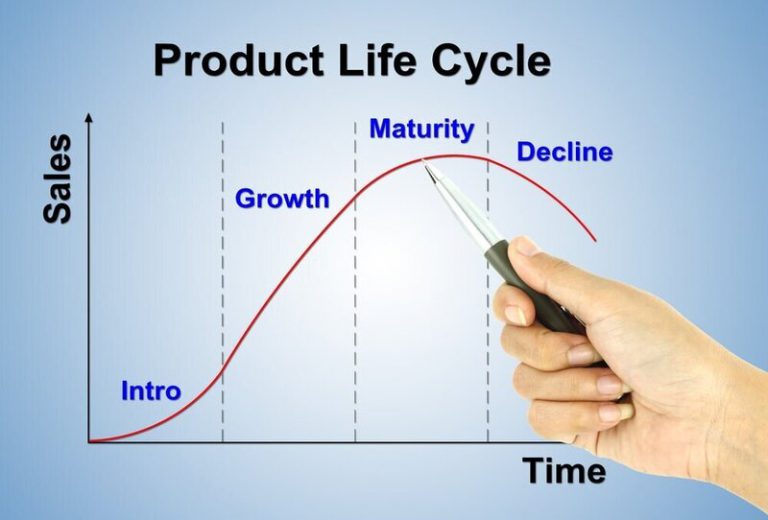 Product Life Cycle
Sales
Intro
Growth
Maturity
Decline
Time